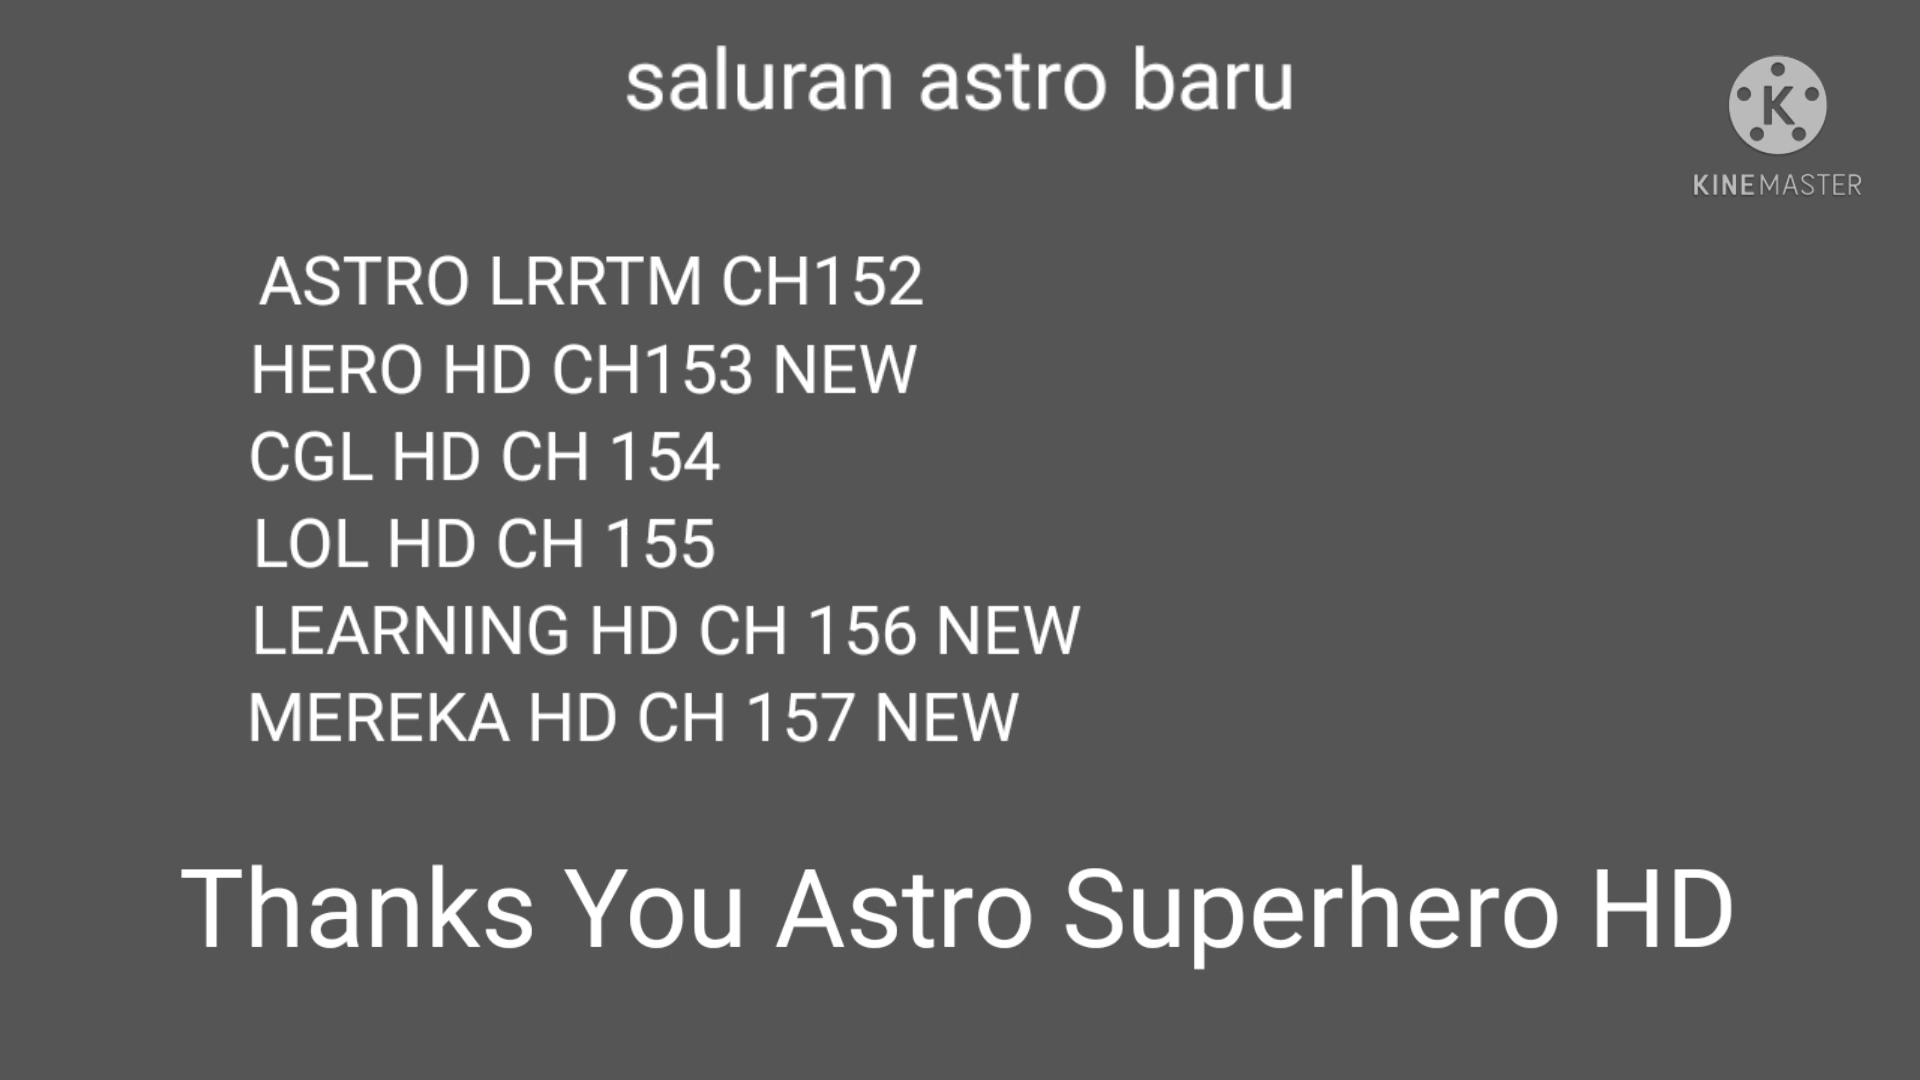 saluran astro baru
KINEMASTER
ASTRO LRRTM CH152
HERO HD CH153 NEW
CGL HD CH 154
LOL HD CH 155
LEARNING HD CH 156 NEW
MEREKA HD CH 157 NEW
Thanks You Astro Superhero HD